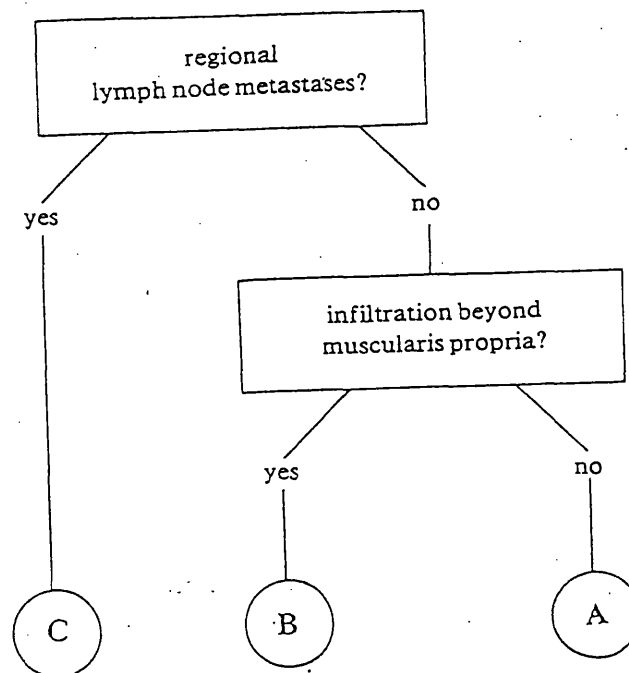 regional
lymph node metastases?
yes
no
infiltration beyond
muscularis propria?
yes
no
C
B
A